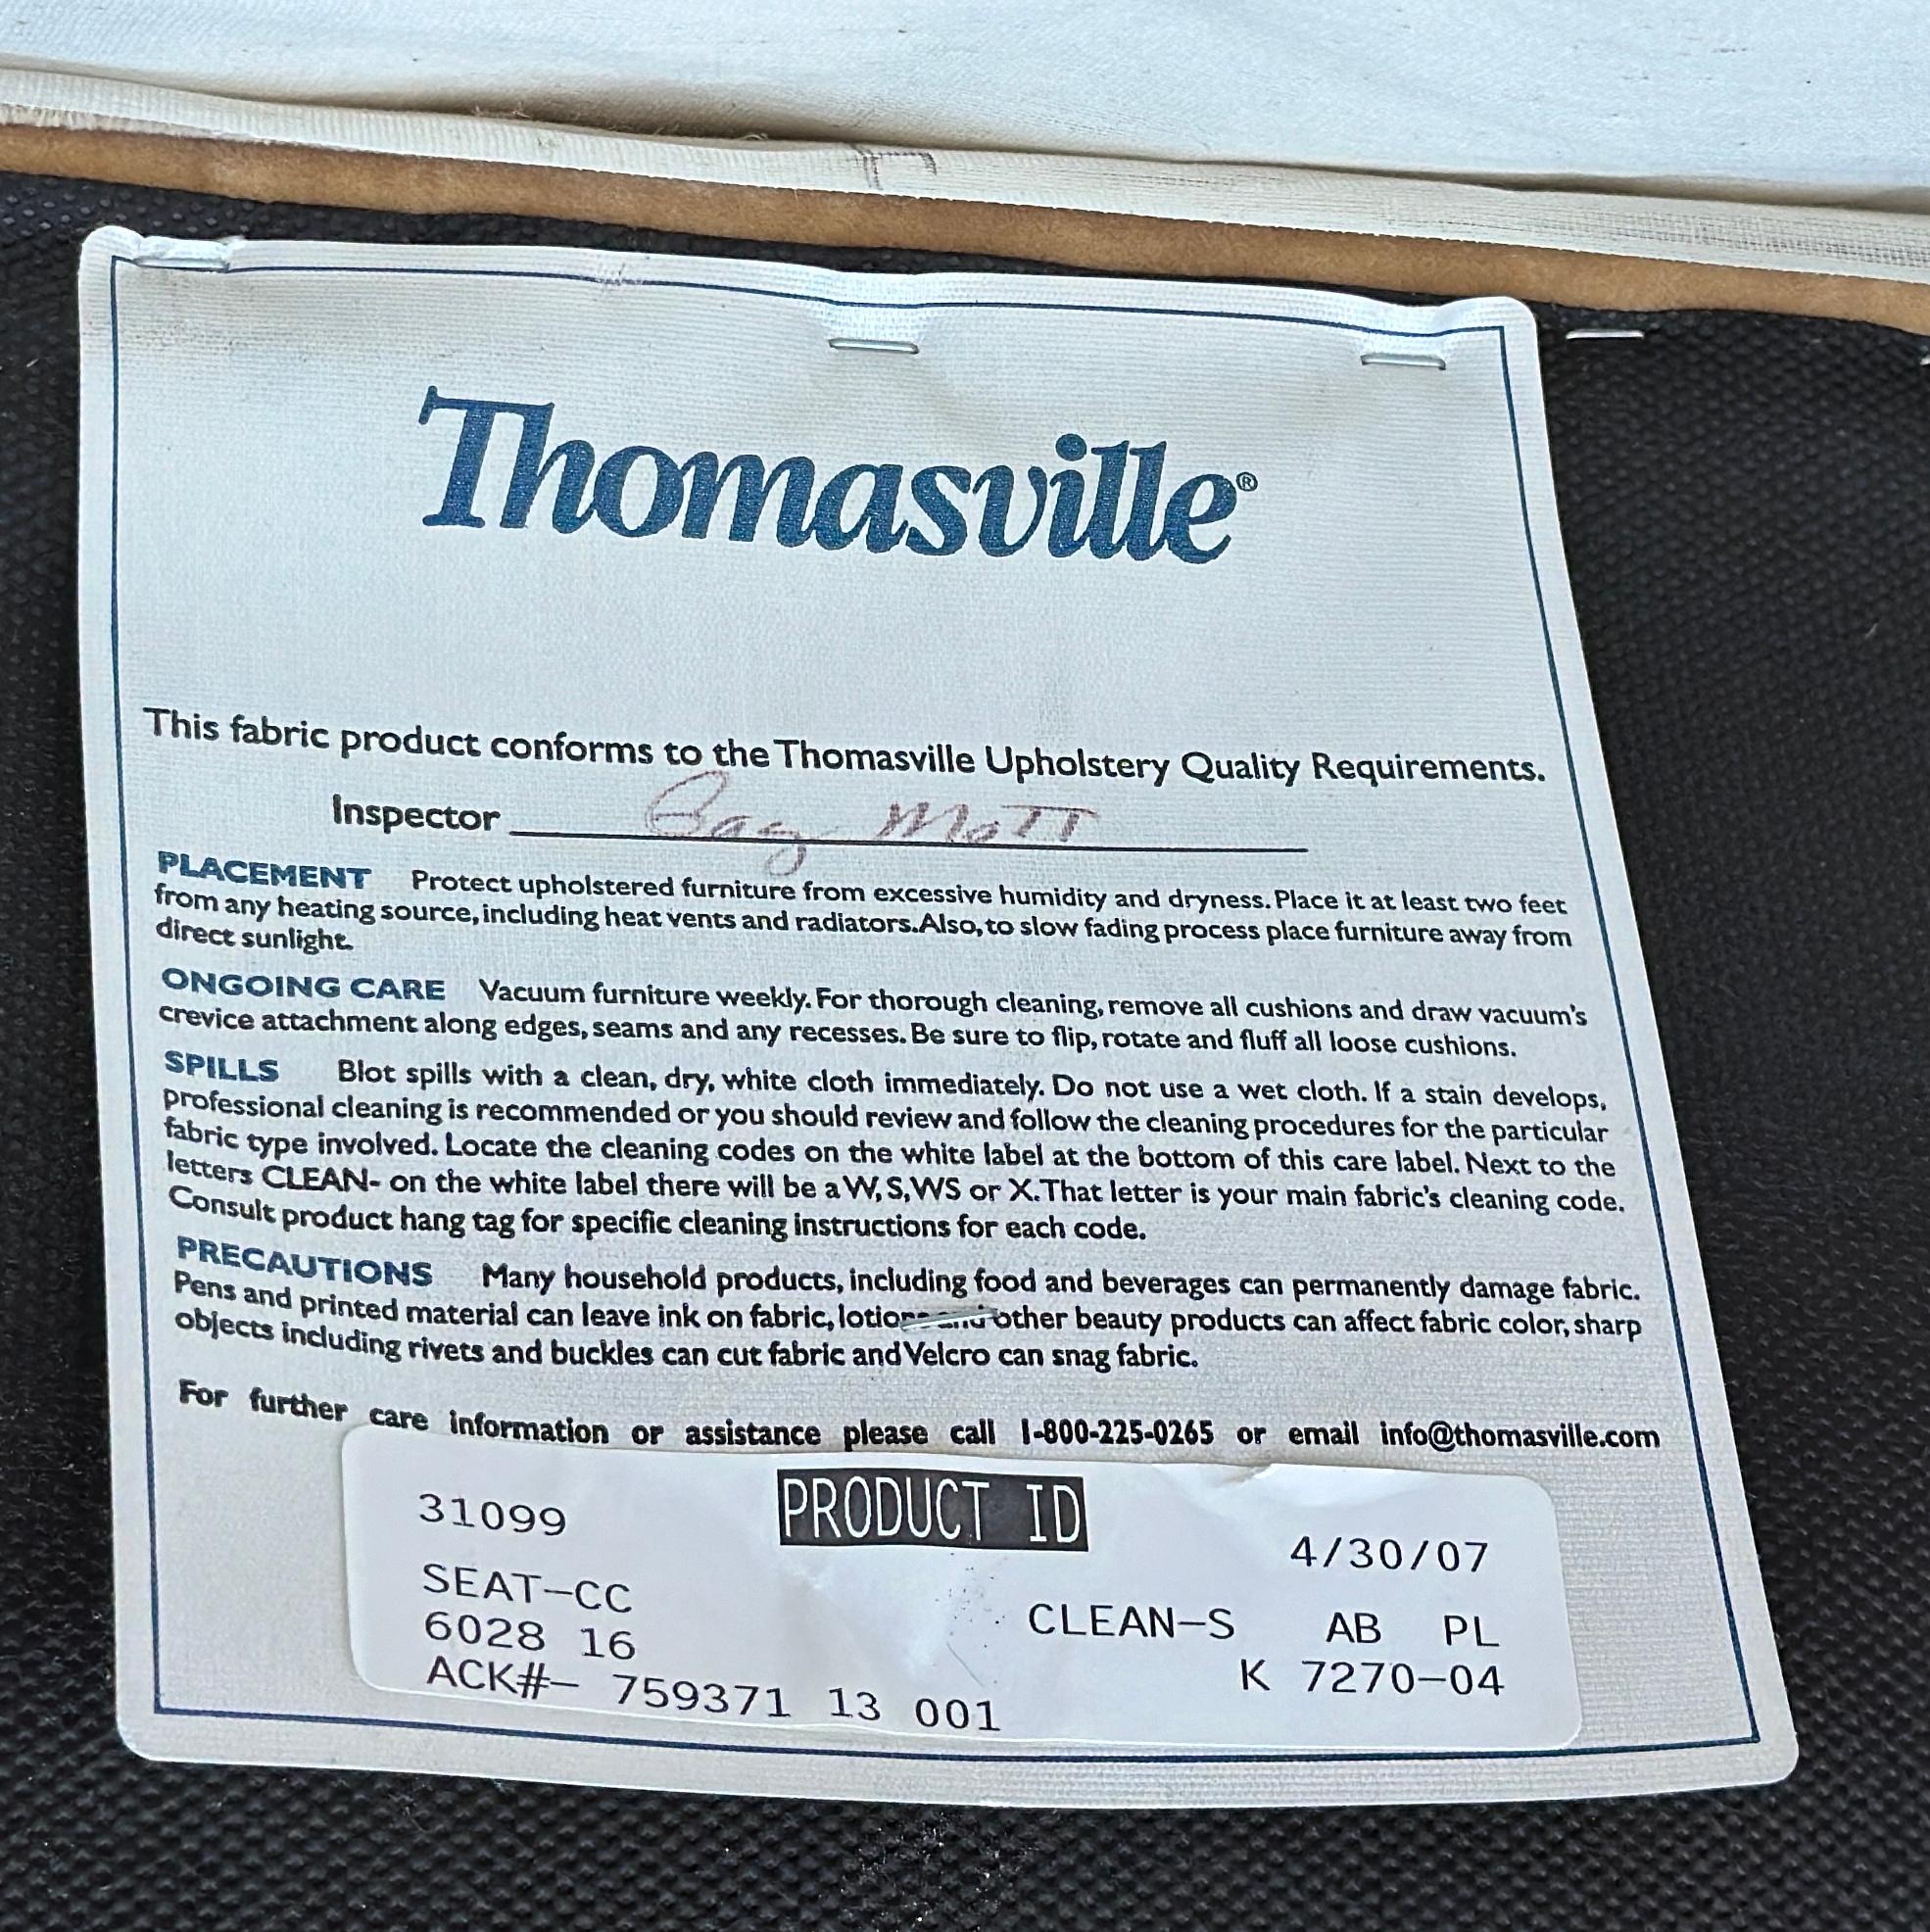 Thomasville®
This fabric product conforms to the Thomasville Upholstery Quality Requirements.
Inspector Mott
PLACEMENT Protect upholstered furniture from excessive humidity and dryness. Place it at least two feet
from any heating source, including heat vents and radiators. Also, to slow fading process place furniture away from
direct sunlight.
ONGOING CARE Vacuum furniture weekly. For thorough cleaning, remove all cushions and draw vacuum's
crevice attachment along edges, seams and any recesses. Be sure to flip, rotate and fluff all loose cushions.
SPILLS Blot spills with a clean, dry, white cloth immediately. Do not use a wet cloth. If a stain develops,
professional cleaning is recommended or you should review and follow the cleaning procedures for the particular
fabric type involved. Locate the cleaning codes on the white label at the bottom of this care label. Next to the
letters CLEAN- on the white label there will be a W, S, WS or X. That letter is your main fabric's cleaning code.
Consult product hang tag for specific cleaning instructions for each code.
PRECAUTIONS Many household products, including food and beverages can permanently damage fabric.
Pens and printed material can leave ink on fabric, lotions and other beauty products can affect fabric color, sharp
objects including rivets and buckles can cut fabric and Velcro can snag fabric.
For further care information or assistance please call 1-800-225-0265 or email info@thomasville.com
31099 PRODUCT ID 4/30/07
SEAT-CC CLEAN-S AB PL
6028 16 K 7270-04
ACK#- 759371 13 001